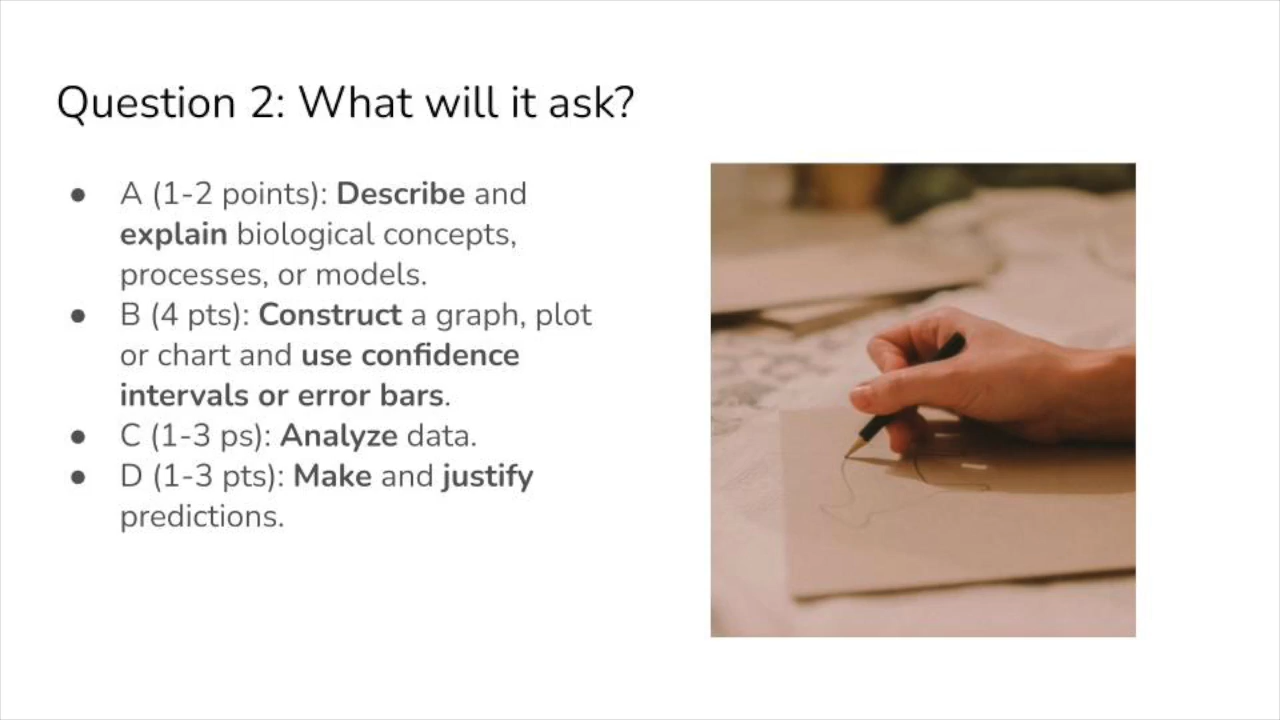 Question 2: What will it ask?
● A (1-2 points): Describe and
explain biological concepts,
processes, or models.
● B (4 pts): Construct a graph, plot
or chart and use confidence
intervals or error bars.
● C (1-3 ps): Analyze data.
● D (1-3 pts): Make and justify
predictions.